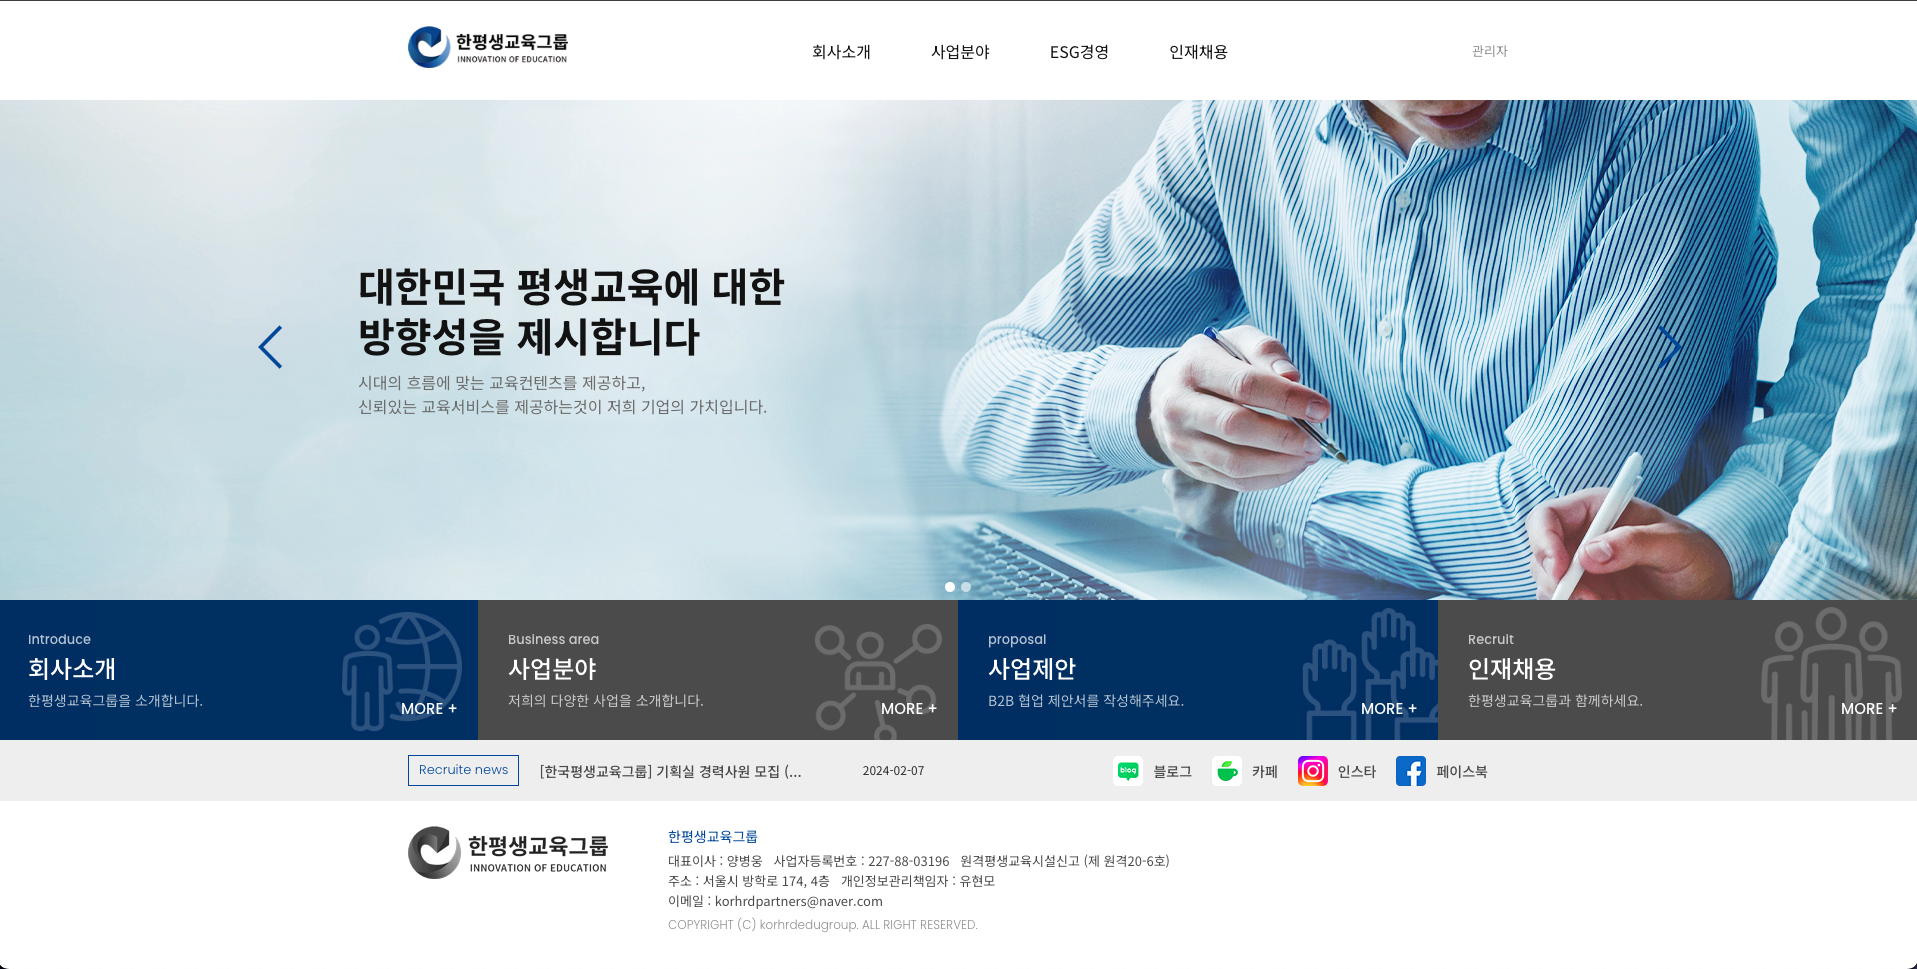 한평생교육그룹
INNOVATION OF EDUCATION
회사소개
사업분야
ESG경영
인재채용
관리자
대한민국 평생교육에 대한
방향성을 제시합니다
시대의 흐름에 맞는 교육컨텐츠를 제공하고,
신뢰있는 교육서비스를 제공하는것이 저희 기업의 가치입니다.
Introduce
회사소개
한평생교육그룹을 소개합니다.
MORE +
Business area
사업분야
저희의 다양한 사업을 소개합니다.
MORE +
proposal
사업제안
B2B 협업 제안서를 작성해주세요.
MORE +
Recruit
인재채용
한평생교육그룹과 함께하세요.
MORE +
Recruite news
[한국평생교육그룹] 기획실 경력사원 모집 (...
2024-02-07
blog
블로그
카페
인스타
페이스북
한평생교육그룹
INNOVATION OF EDUCATION
한평생교육그룹
대표이사 : 양병웅 사업자등록번호 : 227-88-03196 원격평생교육시설신고 (제 원격20-6호)
주소 : 서울시 방학로 174, 4층 개인정보관리책임자 : 유현모
이메일 : korhrdpartners@naver.com
COPYRIGHT (C) korhrdedugroup. ALL RIGHT RESERVED.